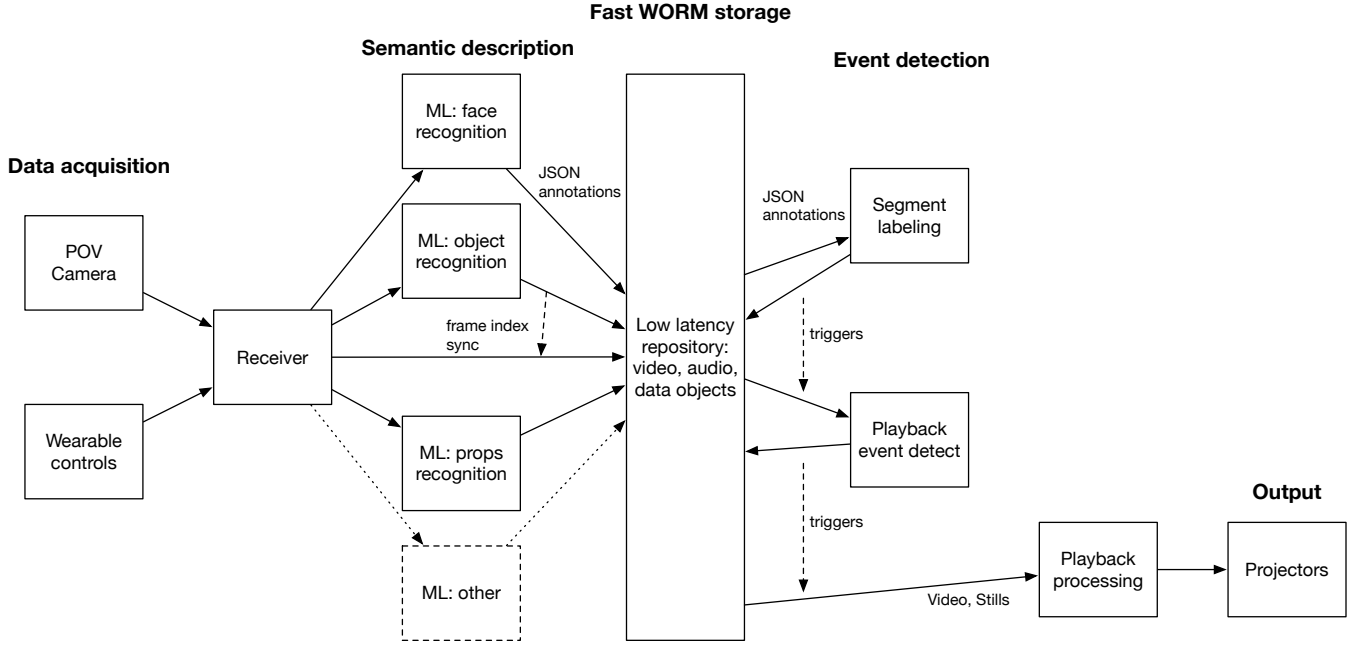 Fast WORM storage
Semantic description
Event detection
Data acquisition
Output
POV
Camera
Wearable
controls
Receiver
ML: face
recognition
ML: object
recognition
ML: props
recognition
ML: other
JSON
annotations
frame index
sync
Low latency
repository:
video, audio,
data objects
JSON
annotations
Segment
labeling
triggers
Playback
event detect
triggers
Video, Stills
Playback
processing
Projectors